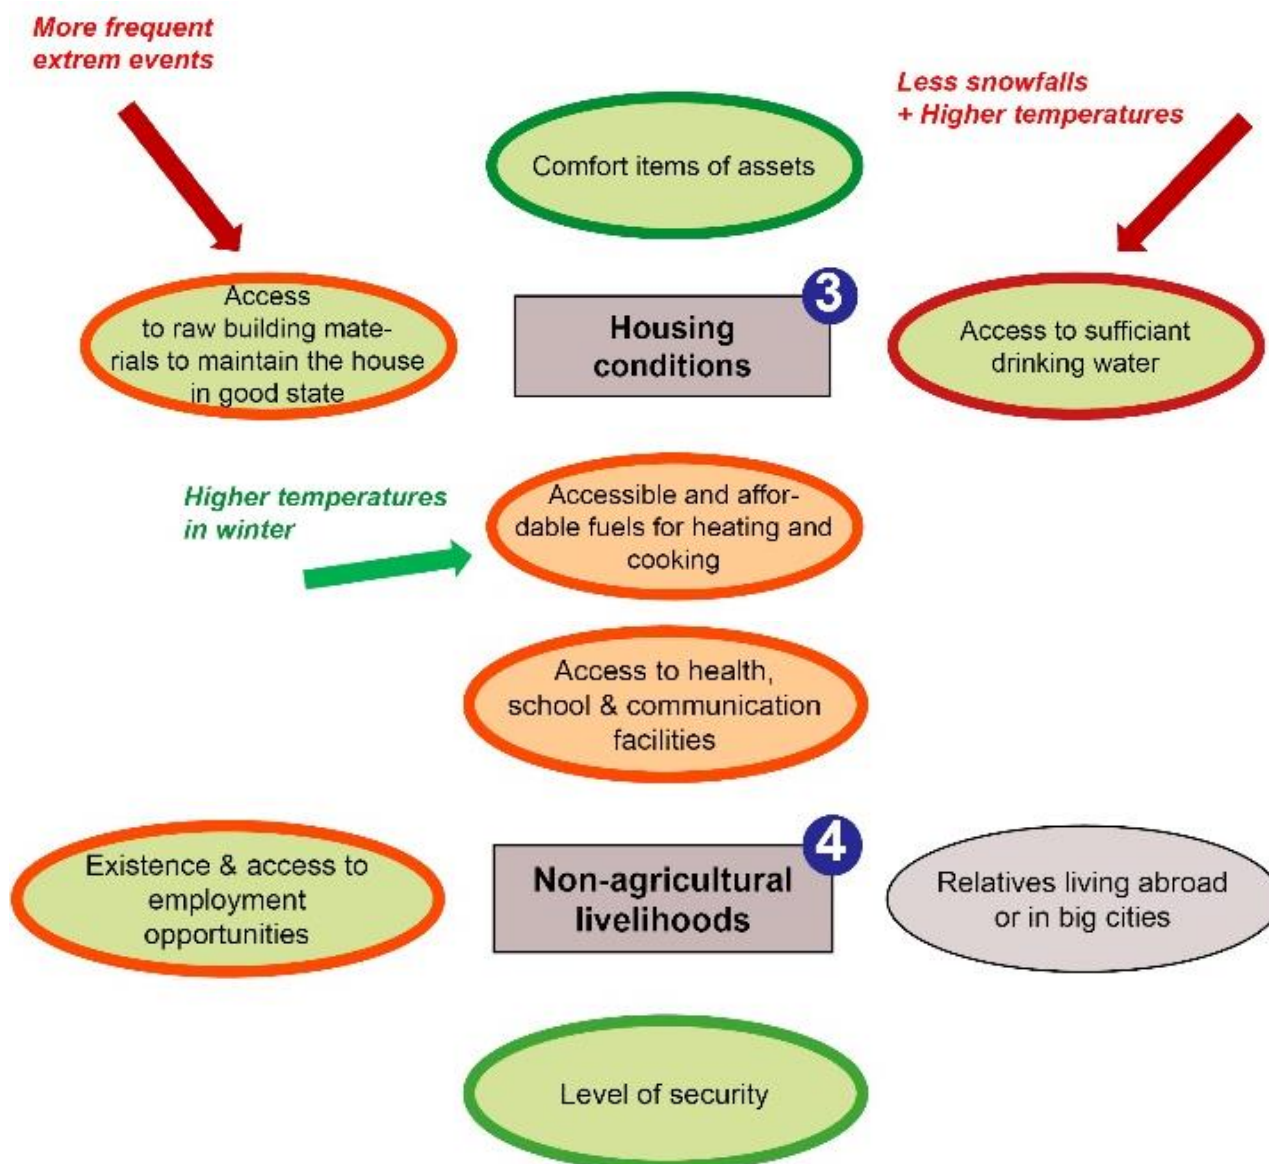 More frequent
extrem events
Less snowfalls
+ Higher temperatures
Comfort items of assets
Access
to raw building mate-
rials to maintain the house
in good state
3
Housing
conditions
Access to sufficiant
drinking water
Higher temperatures
in winter
Accessible and affor-
dable fuels for heating and
cooking
Access to health,
school & communication
facilities
Existence & access to
employment
opportunities
4
Non-agricultural
livelihoods
Relatives living abroad
or in big cities
Level of security